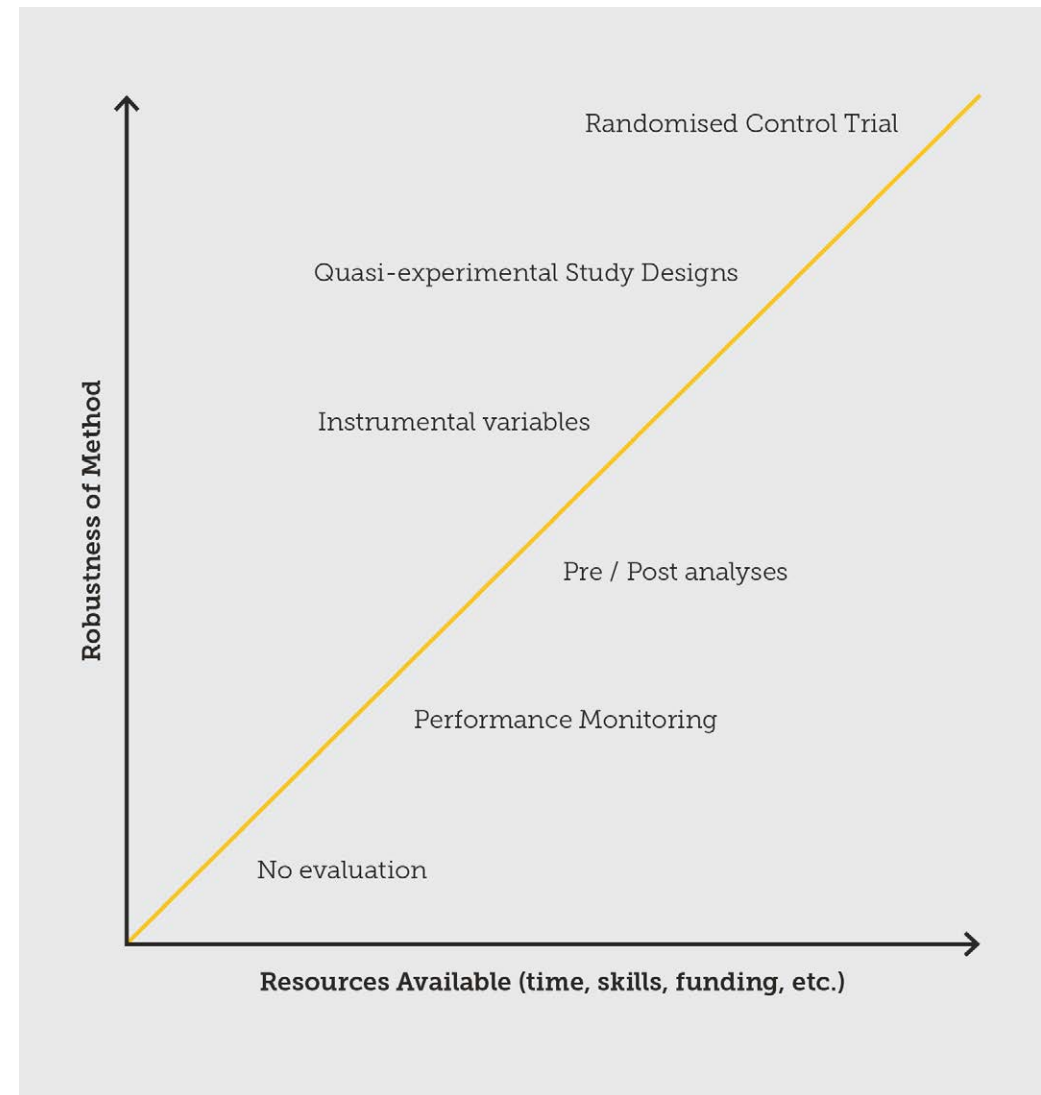 Randomised Control Trial
Quasi-experimental Study Designs
Instrumental variables
Pre / Post analyses
Performance Monitoring
No evaluation
Robustness of Method
Resources Available (time, skills, funding, etc.)